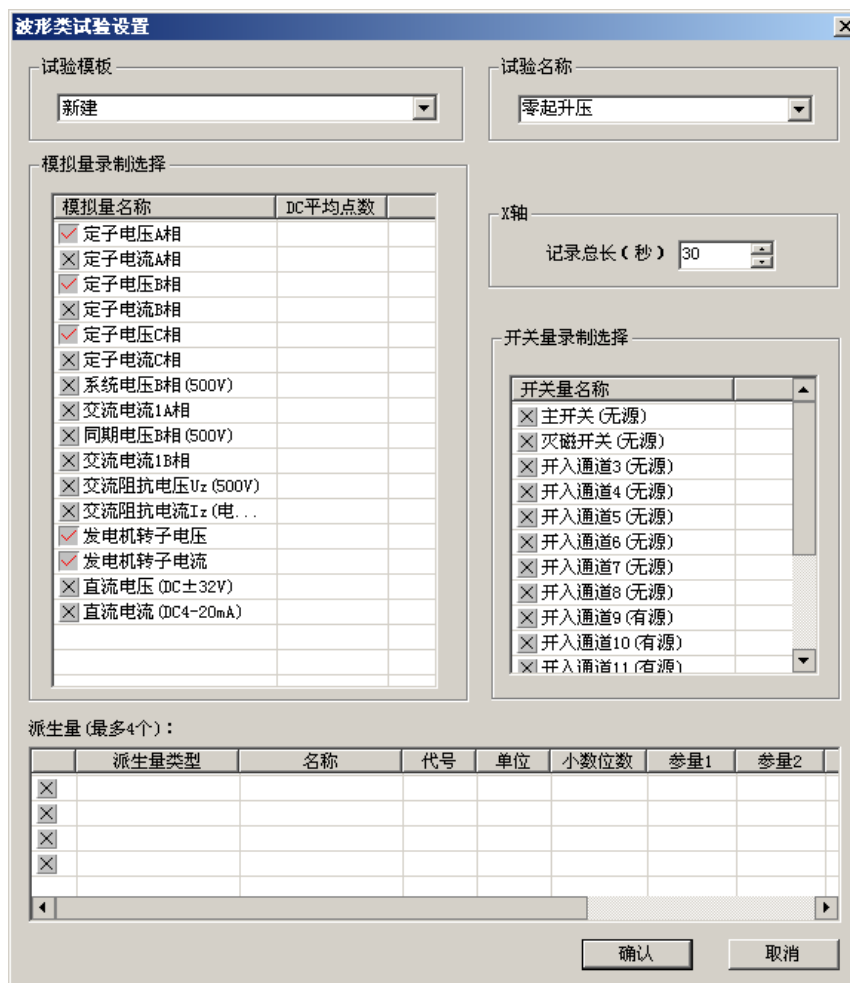 波形类试验设置
试验模板
新建
试验名称
零起升压
模拟量录制选择
模拟量名称 DC平均点数
定子电压A相
定子电流A相
定子电压B相
定子电流B相
定子电压C相
定子电流C相
系统电压B相(500V)
交流电流1A相
同期电压B相(500V)
交流电流1B相
交流阻抗电压Uz(500V)
交流阻抗电流Iz(电...
发电机转子电压
发电机转子电流
直流电压(DC±32V)
直流电流(DC4-20mA)
X轴
记录总长(秒) 30
开关量录制选择
开关量名称
主开关(无源)
灭磁开关(无源)
开入通道3(无源)
开入通道4(无源)
开入通道5(无源)
开入通道6(无源)
开入通道7(无源)
开入通道8(无源)
开入通道9(有源)
开入通道10(有源)
开入通道11(有源)
派生量(最多4个):
派生量类型 名称 代号 单位 小数位数 参量1 参量2
确认 取消